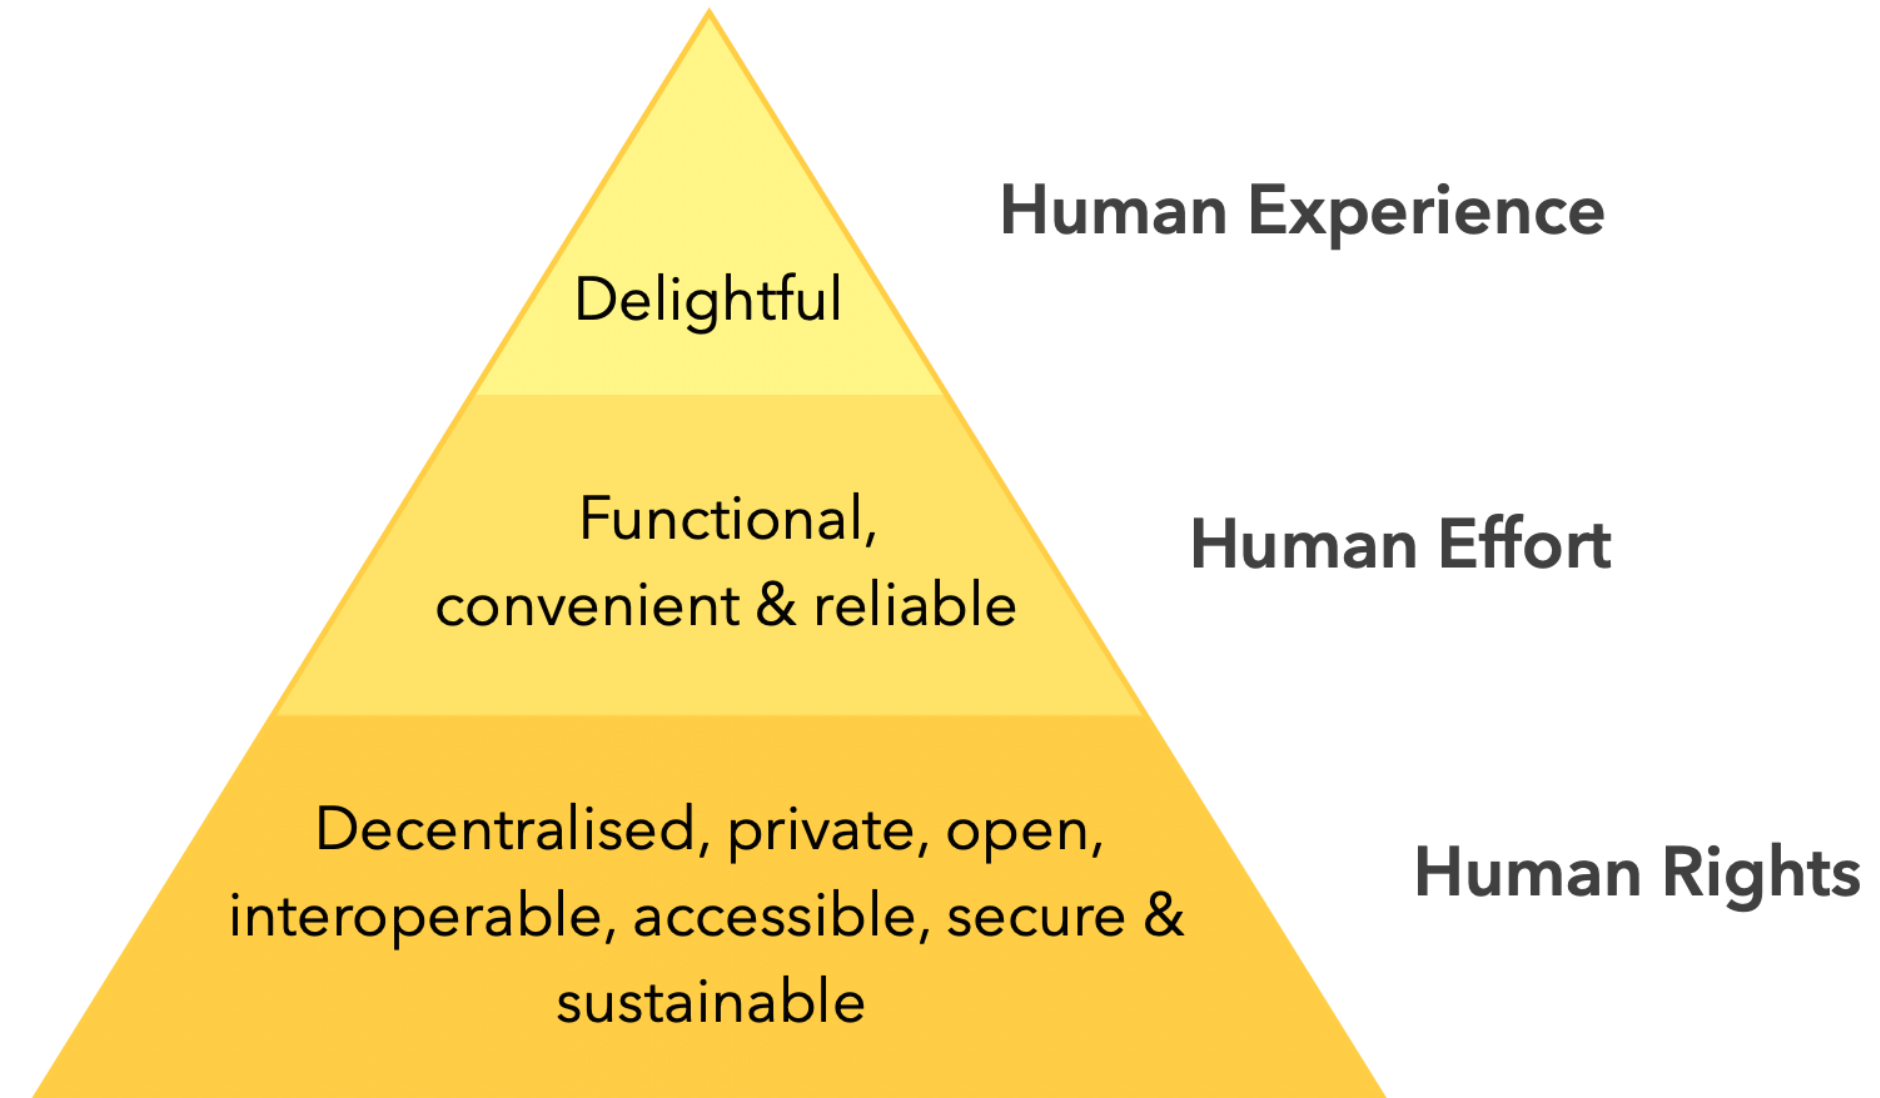 Human Experience
Delightful
Functional,
convenient & reliable
Human Effort
Decentralised, private, open,
interoperable, accessible, secure &
sustainable
Human Rights